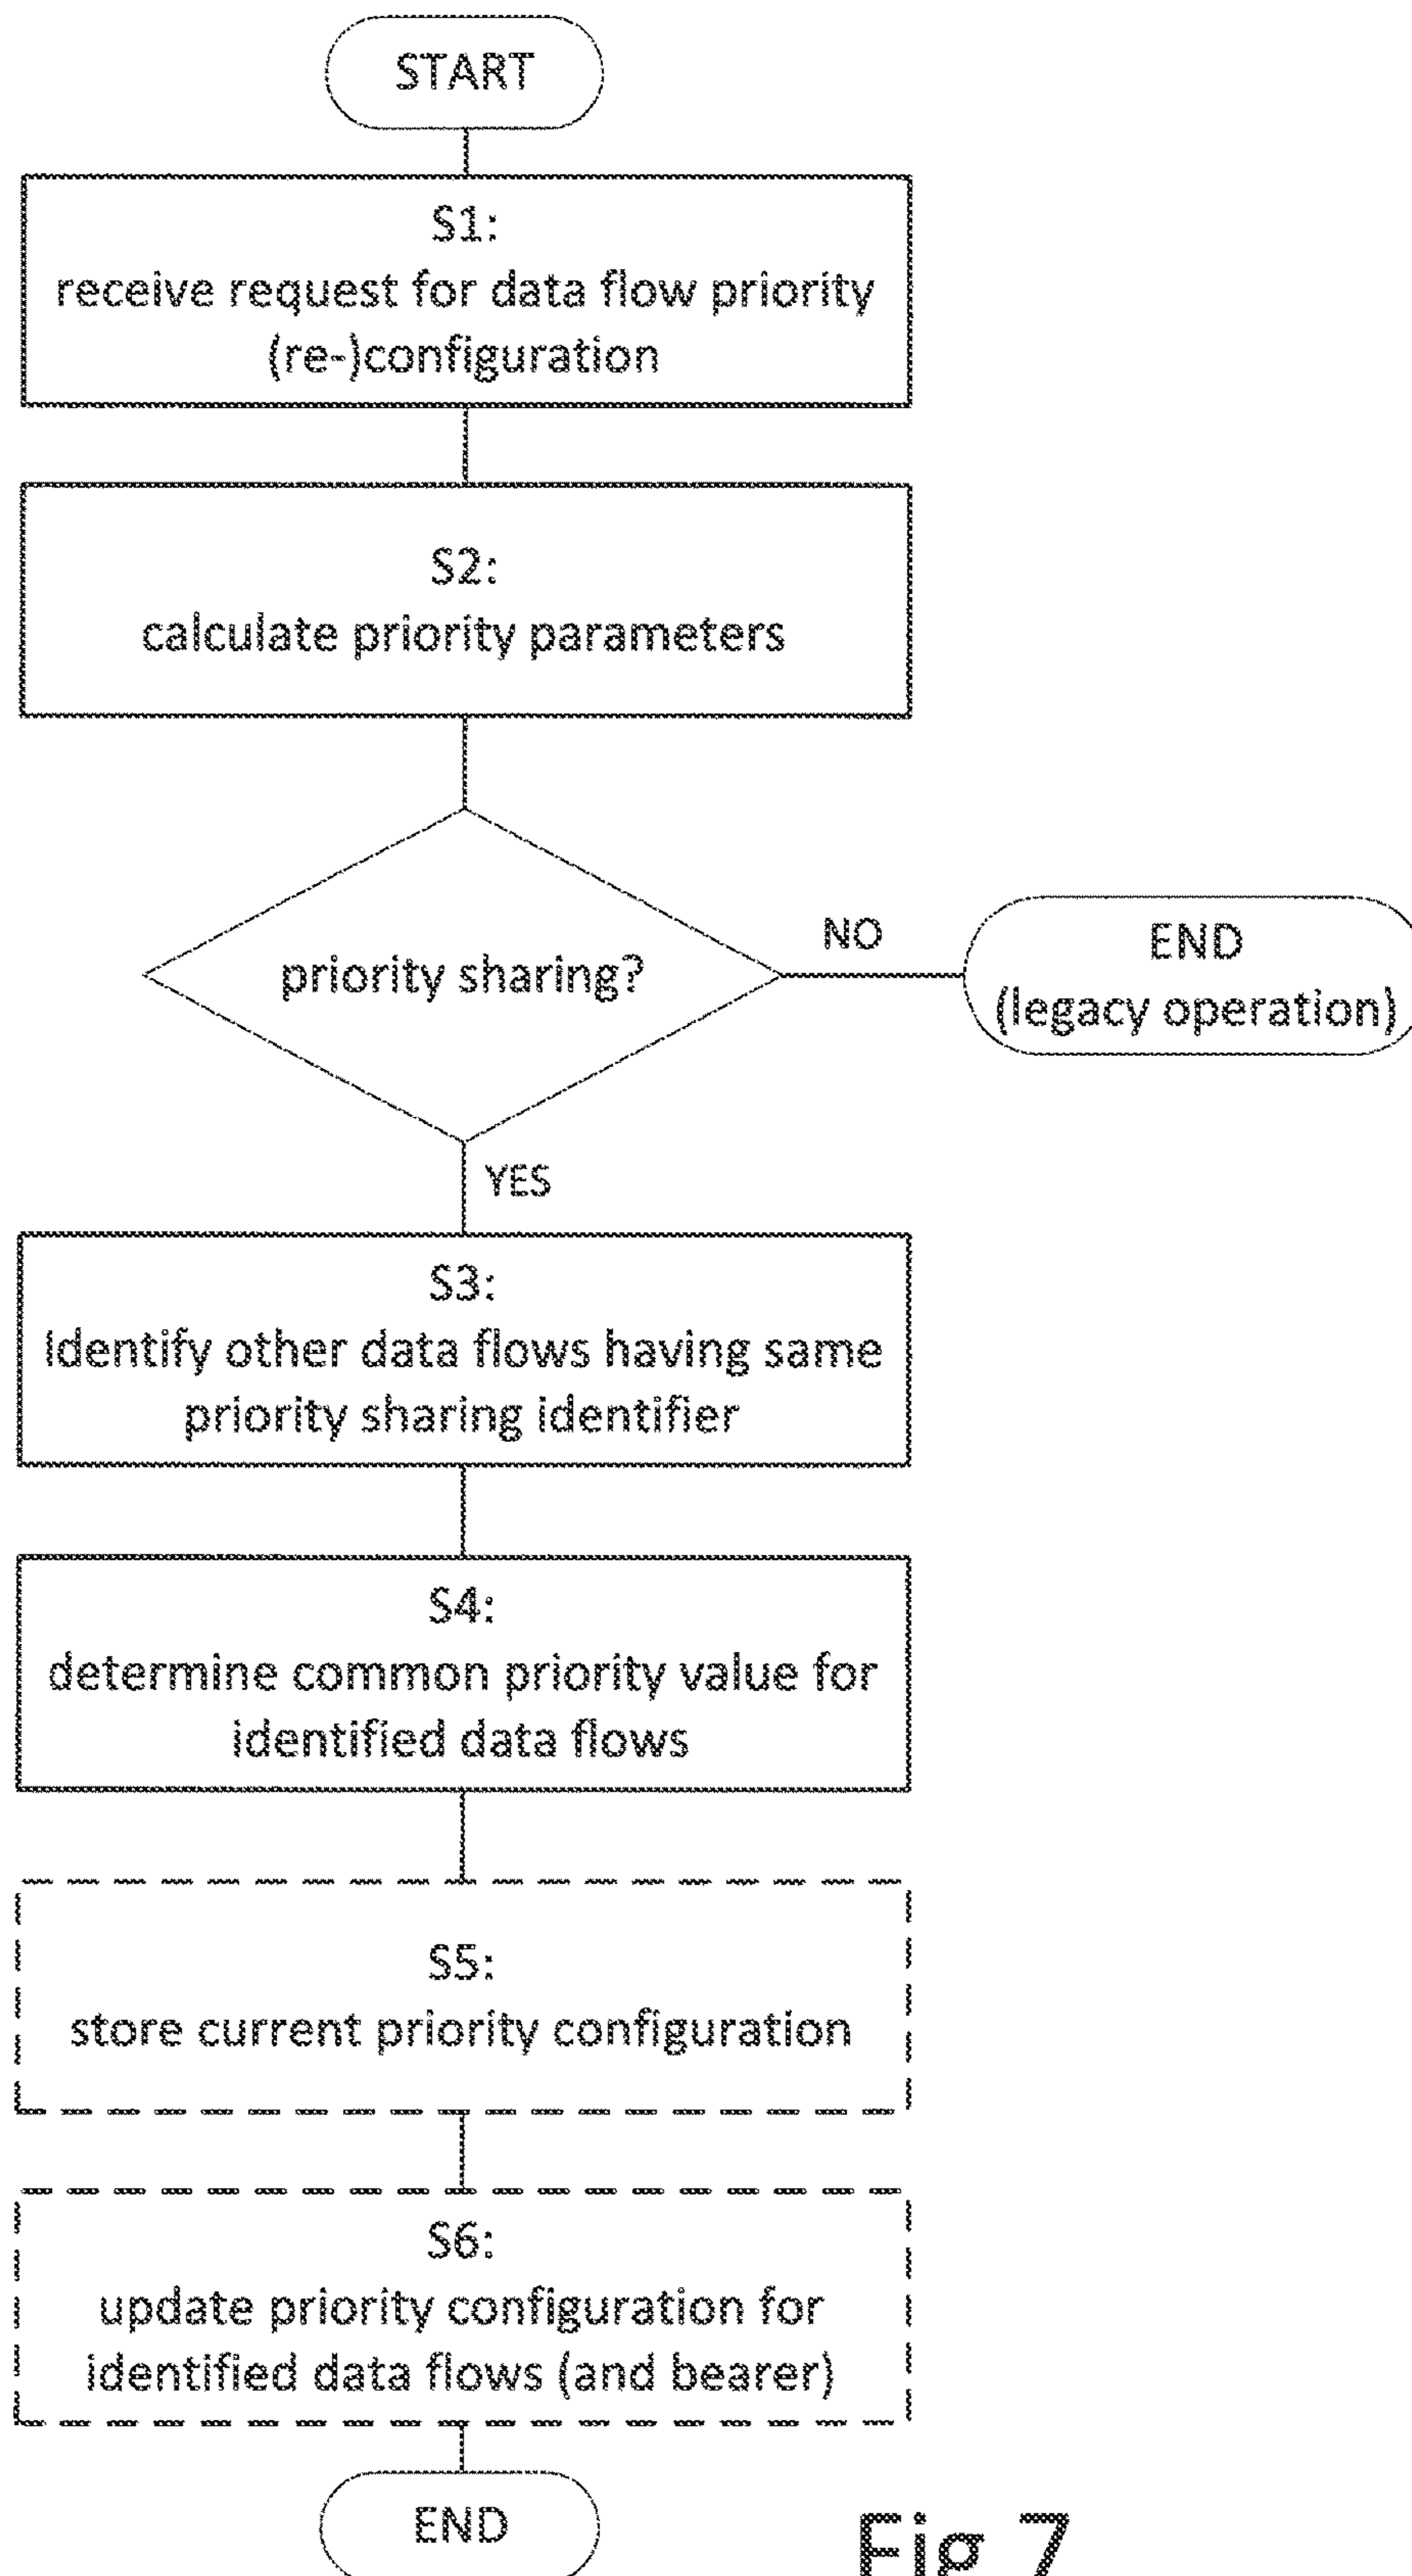 START
S1:
receive request for data flow priority
(re-)configuration
S2:
calculate priority parameters
priority sharing?
NO
END
(legacy operation)
YES
S3:
Identify other data flows having same
priority sharing identifier
S4:
determine common priority value for
identified data flows
S5:
store current priority configuration
S6:
update priority configuration for
identified data flows (and bearer)
END
Fig 7